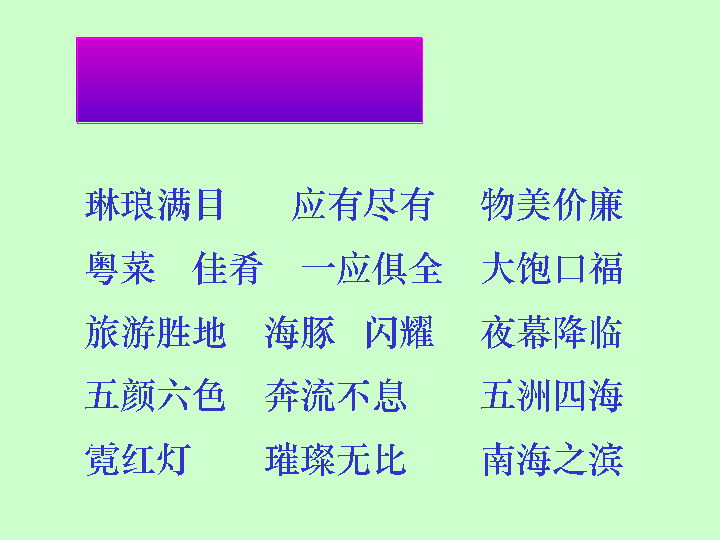 琳琅满目 应有尽有 物美价廉
粤菜 佳肴 一应俱全 大饱口福
旅游胜地 海豚 闪耀 夜幕降临
五颜六色 奔流不息 五洲四海
霓红灯 璀璨无比 南海之滨